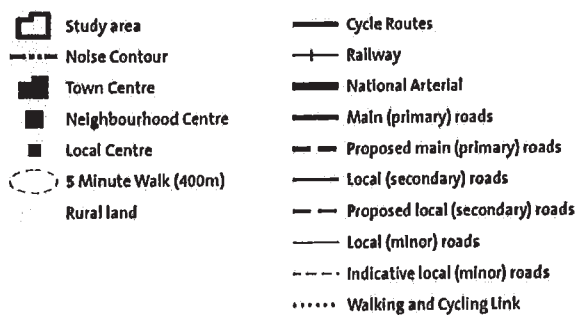 Study area
Noise Contour
Town Centre
Neighbourhood Centre
Local Centre
5 Minute Walk (400m)
Rural land
Cycle Routes
Railway
National Arterial
Main (primary) roads
Proposed main (primary) roads
Local (secondary) roads
Proposed local (secondary) roads
Local (minor) roads
Indicative local (minor) roads
Walking and Cycling Link